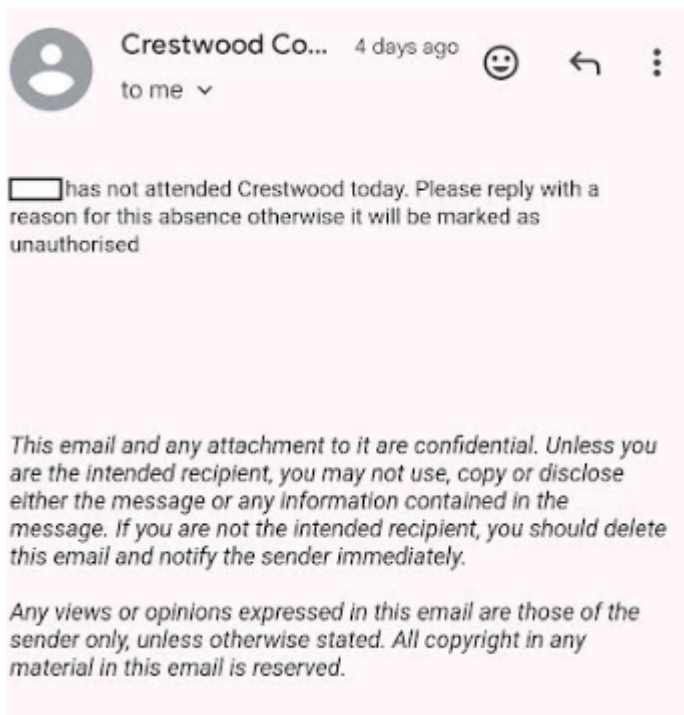 Crestwood Co... 4 days ago
to me
has not attended Crestwood today. Please reply with a
reason for this absence otherwise it will be marked as
unauthorised
This email and any attachment to it are confidential. Unless you
are the intended recipient, you may not use, copy or disclose
either the message or any information contained in the
message. If you are not the intended recipient, you should delete
this email and notify the sender immediately.
Any views or opinions expressed in this email are those of the
sender only, unless otherwise stated. All copyright in any
material in this email is reserved.